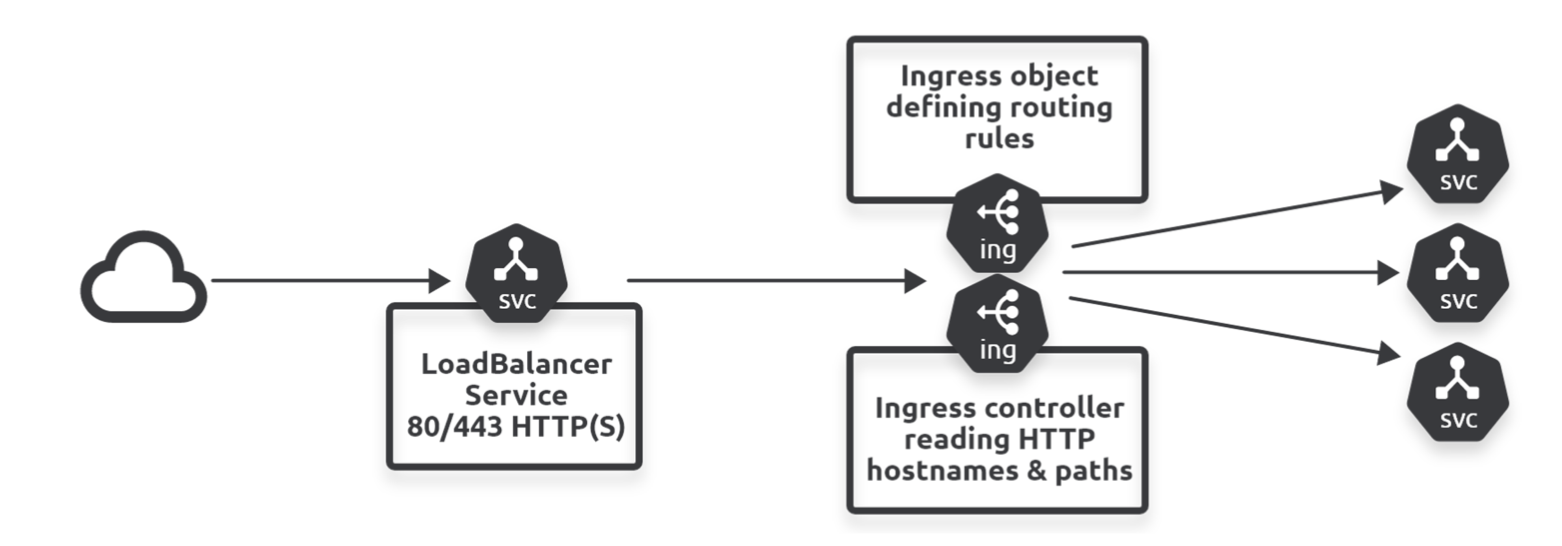 Ingress object
defining routing
rules
ing
svc
LoadBalancer
Service
80/443 HTTP(S)
ing
Ingress controller
reading HTTP
hostnames & paths
svc
svc
svc